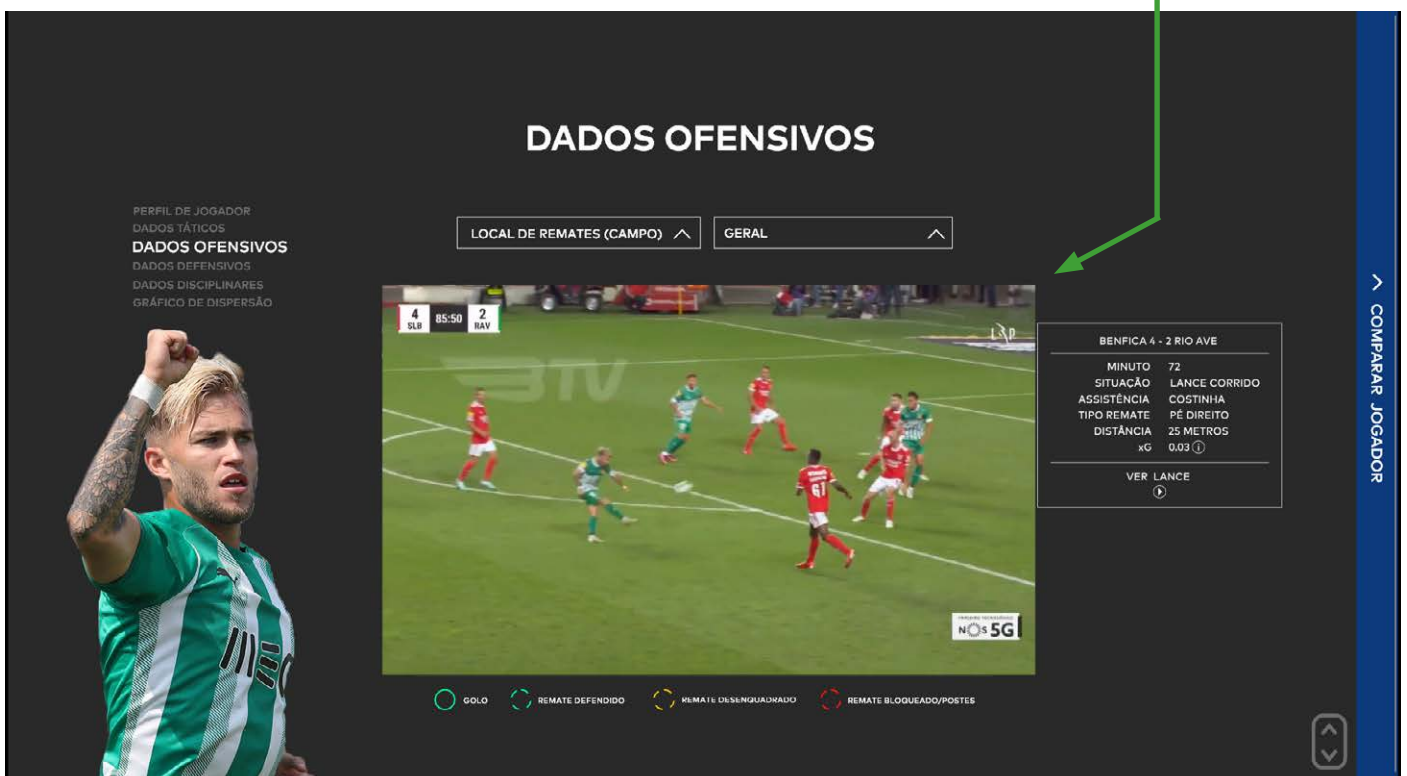 DADOS OFENSIVOS
PERFIL DE JOGADOR
DADOS TÁTICOS
DADOS OFENSIVOS
DADOS DEFENSIVOS
DADOS DISCIPLINARES
GRÁFICO DE DISPERSÃO
LOCAL DE REMATES (CAMPO)
GERAL
4 SLB 85:50 2 RAV
BTV
61
NOS 5G
BENFICA 4 - 2 RIO AVE
MINUTO 72
SITUAÇÃO LANCE CORRIDO
ASSISTÊNCIA COSTINHA
TIPO REMATE PÉ DIREITO
DISTÂNCIA 25 METROS
xG 0.03 i
VER LANCE
GOLO
REMATE DEFENDIDO
REMATE DESENQUADRADO
REMATE BLOQUEADO/POSTES
COMPARAR JOGADOR